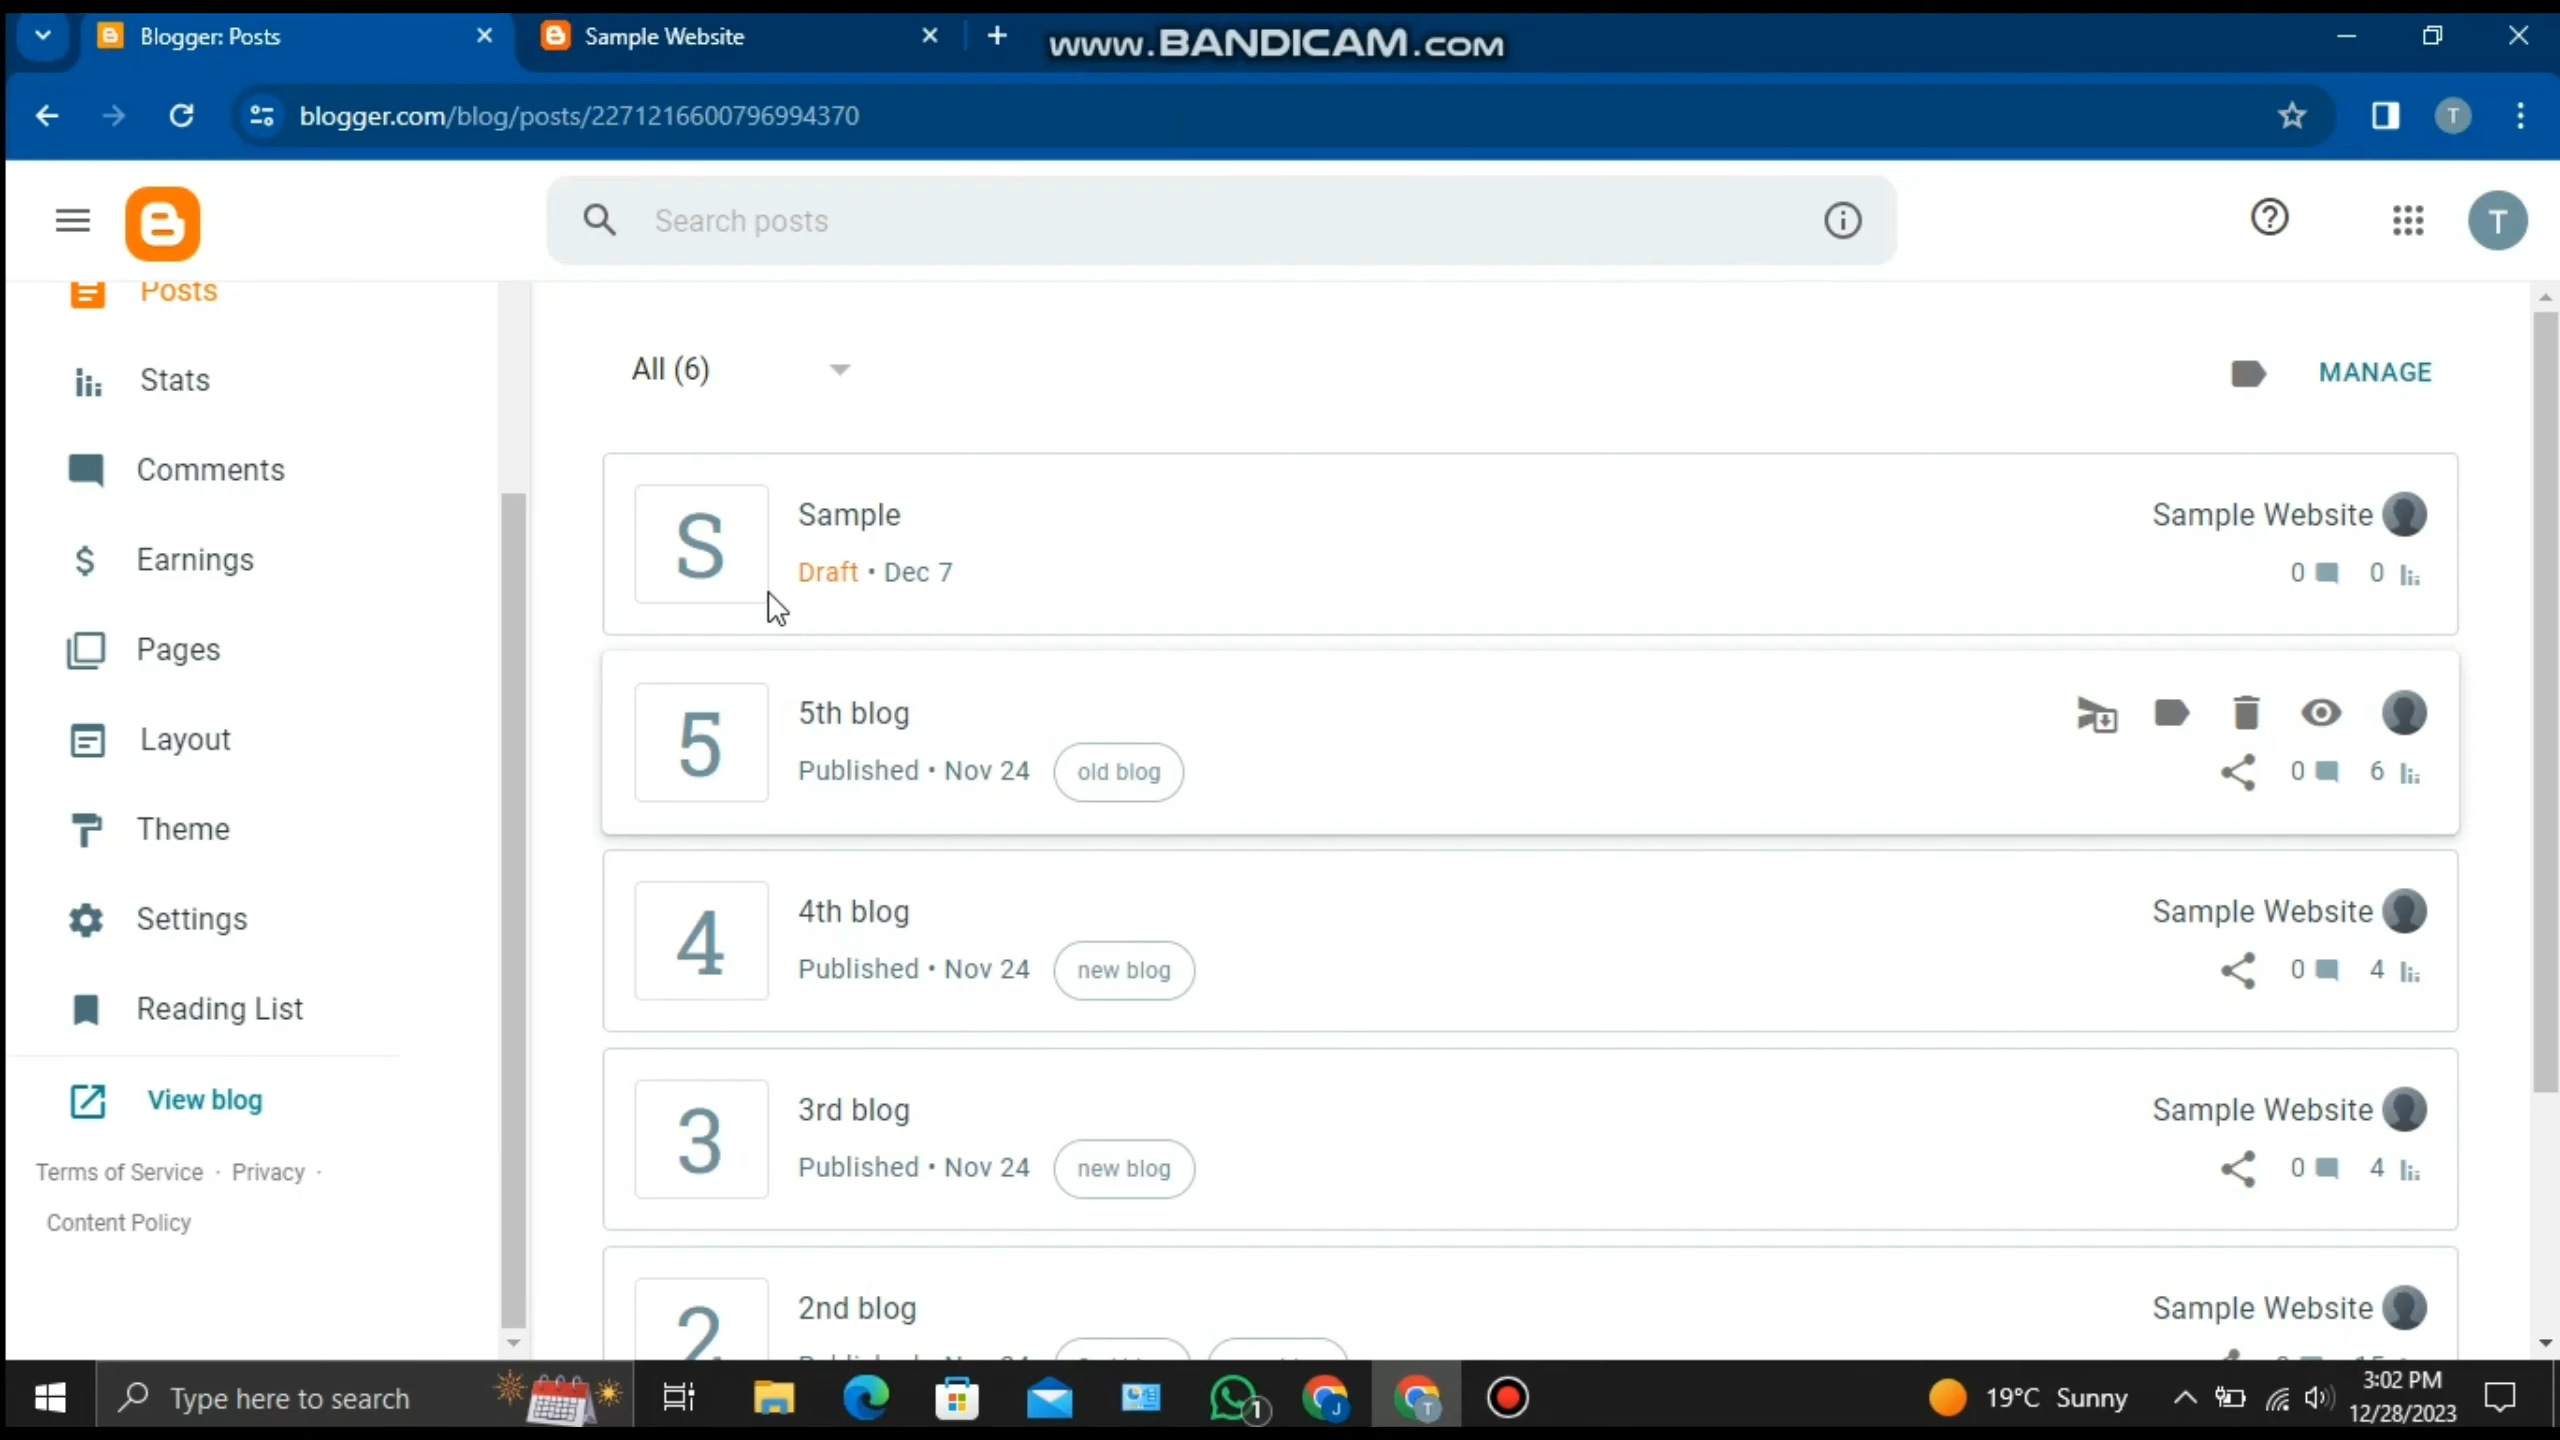 Blogger: Posts
Sample Website
www.BANDICAM.com
blogger.com/blog/posts/2271216600796994370
T
Search posts
T
Posts
Stats
Comments
Earnings
Pages
Layout
Theme
Settings
Reading List
View blog
Terms of Service · Privacy ·
Content Policy
All (6)
MANAGE
S
Sample
Sample Website
Draft • Dec 7
0
0
5
5th blog
Published • Nov 24
old blog
0
6
4
4th blog
Sample Website
Published • Nov 24
new blog
0
4
3
3rd blog
Sample Website
Published • Nov 24
new blog
0
4
2
2nd blog
Sample Website
Type here to search
1
J
T
19°C Sunny
3:02 PM
12/28/2023